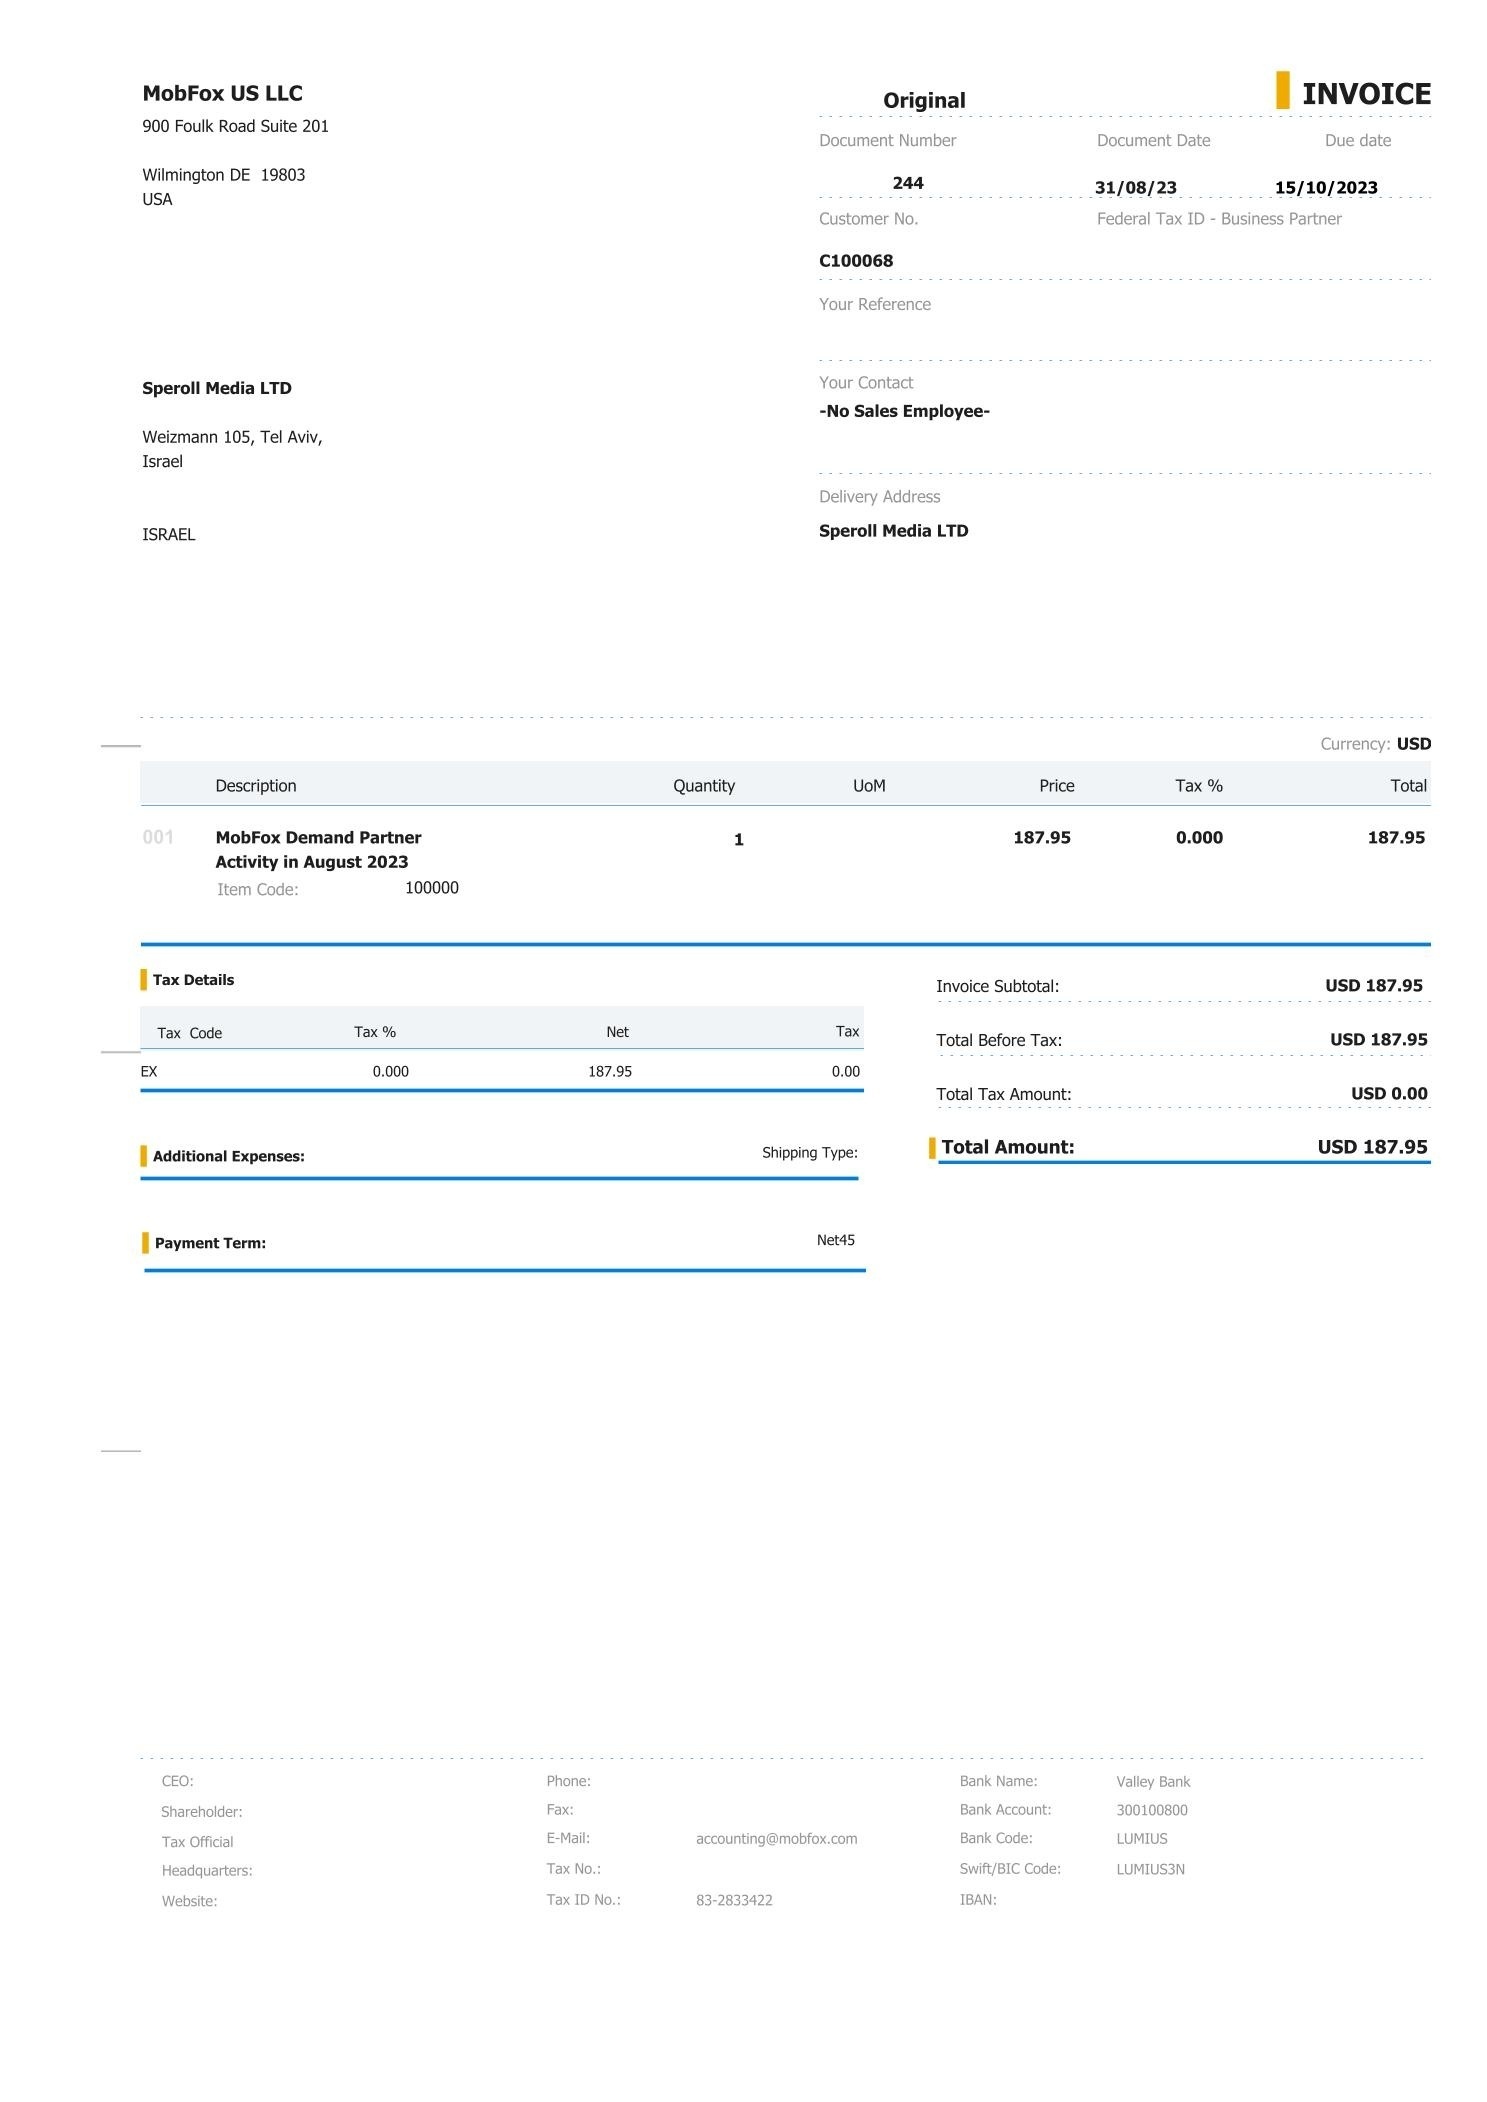 MobFox US LLC
900 Foulk Road Suite 201
Wilmington DE  19803
USA
Original
INVOICE
Document Number Document Date Due date
244 31/08/23 15/10/2023
Customer No. Federal Tax ID - Business Partner
C100068
Your Reference
Your Contact
-No Sales Employee-
Delivery Address
Speroll Media LTD
Speroll Media LTD
Weizmann 105, Tel Aviv,
Israel
ISRAEL
Currency: USD
Description Quantity UoM Price Tax % Total
001 MobFox Demand Partner 1 187.95 0.000 187.95
Activity in August 2023
Item Code: 100000
Tax Details
Tax  Code Tax % Net Tax
EX 0.000 187.95 0.00
Additional Expenses: Shipping Type:
Payment Term: Net45
Invoice Subtotal: USD 187.95
Total Before Tax: USD 187.95
Total Tax Amount: USD 0.00
Total Amount: USD 187.95
CEO:
Shareholder:
Tax Official
Headquarters:
Website:
Phone:
Fax:
E-Mail: accounting@mobfox.com
Tax No.:
Tax ID No.: 83-2833422
Bank Name: Valley Bank
Bank Account: 300100800
Bank Code: LUMIUS
Swift/BIC Code: LUMIUS3N
IBAN: